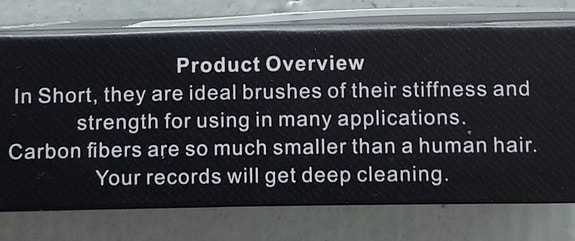 Product Overview
In Short, they are ideal brushes of their stiffness and
strength for using in many applications.
Carbon fibers are so much smaller than a human hair.
Your records will get deep cleaning.